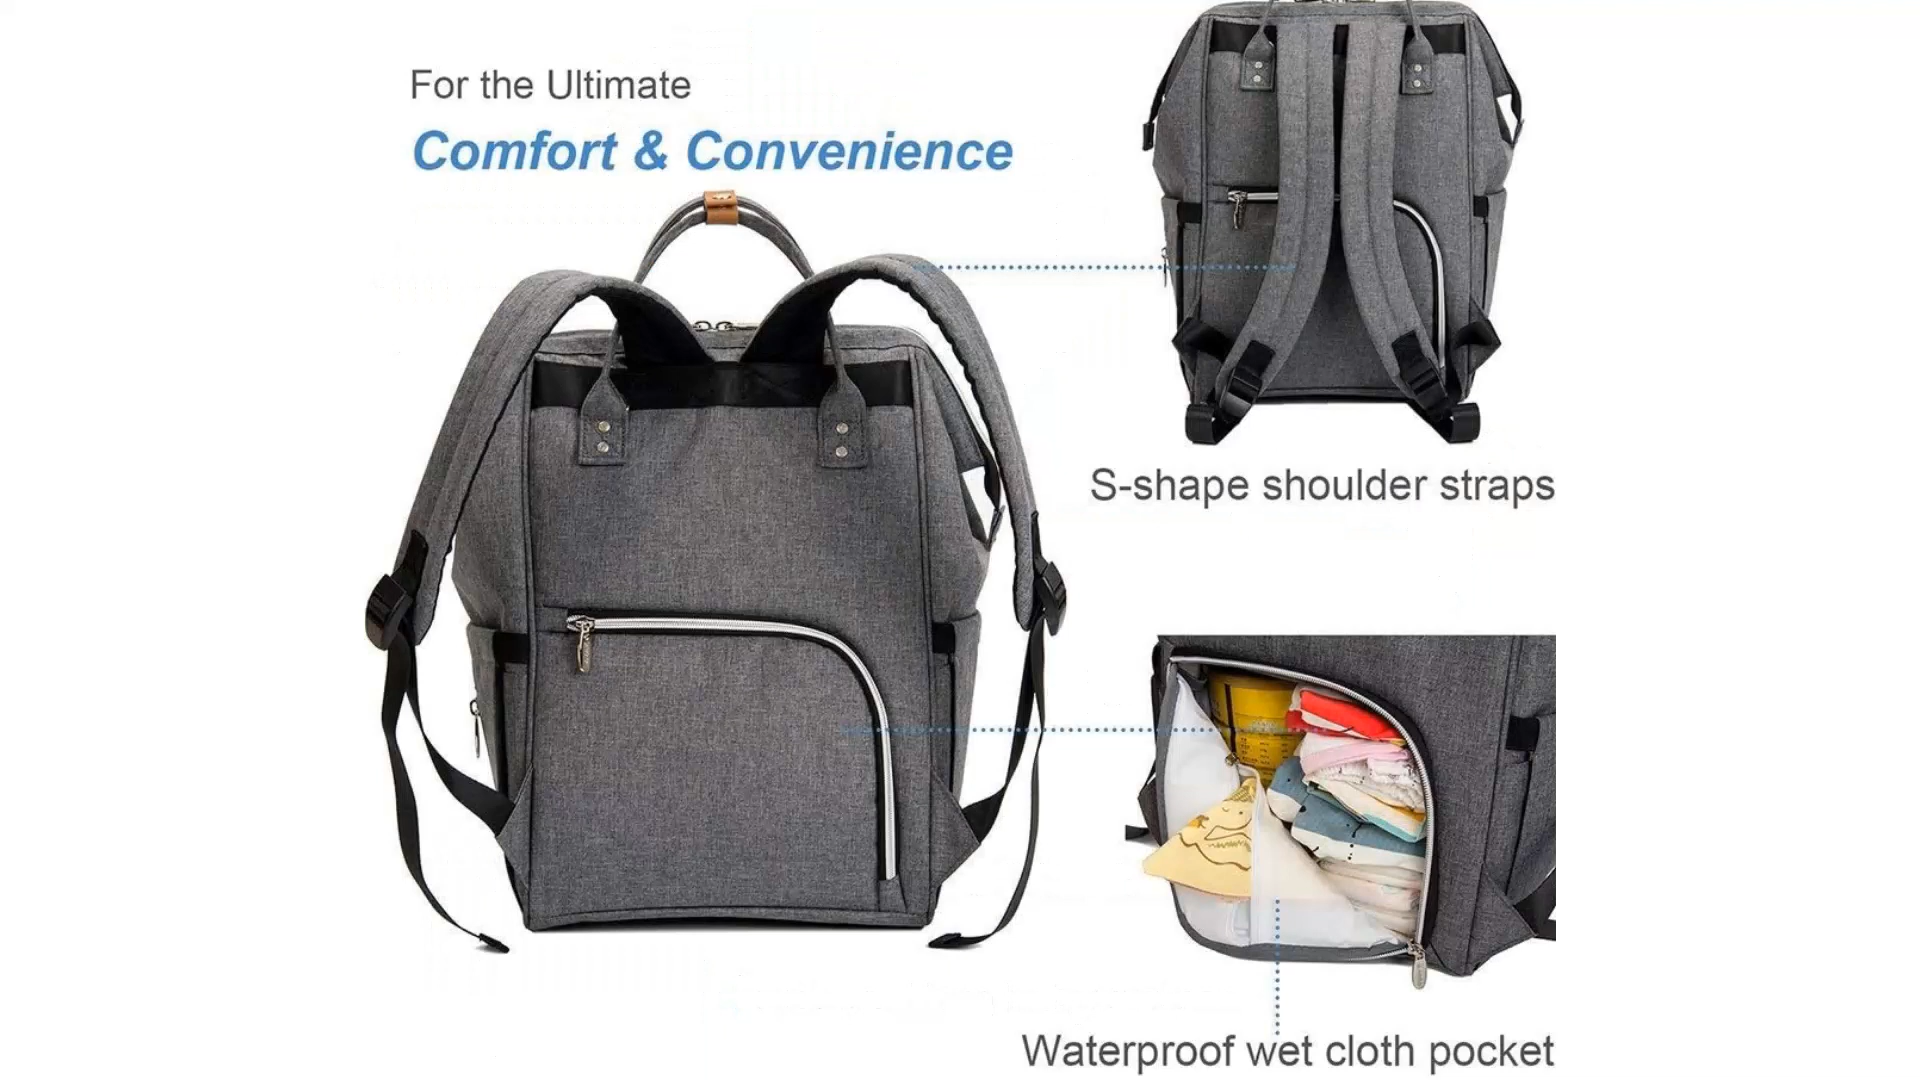 For the Ultimate
Comfort & Convenience
S-shape shoulder straps
Waterproof wet cloth pocket